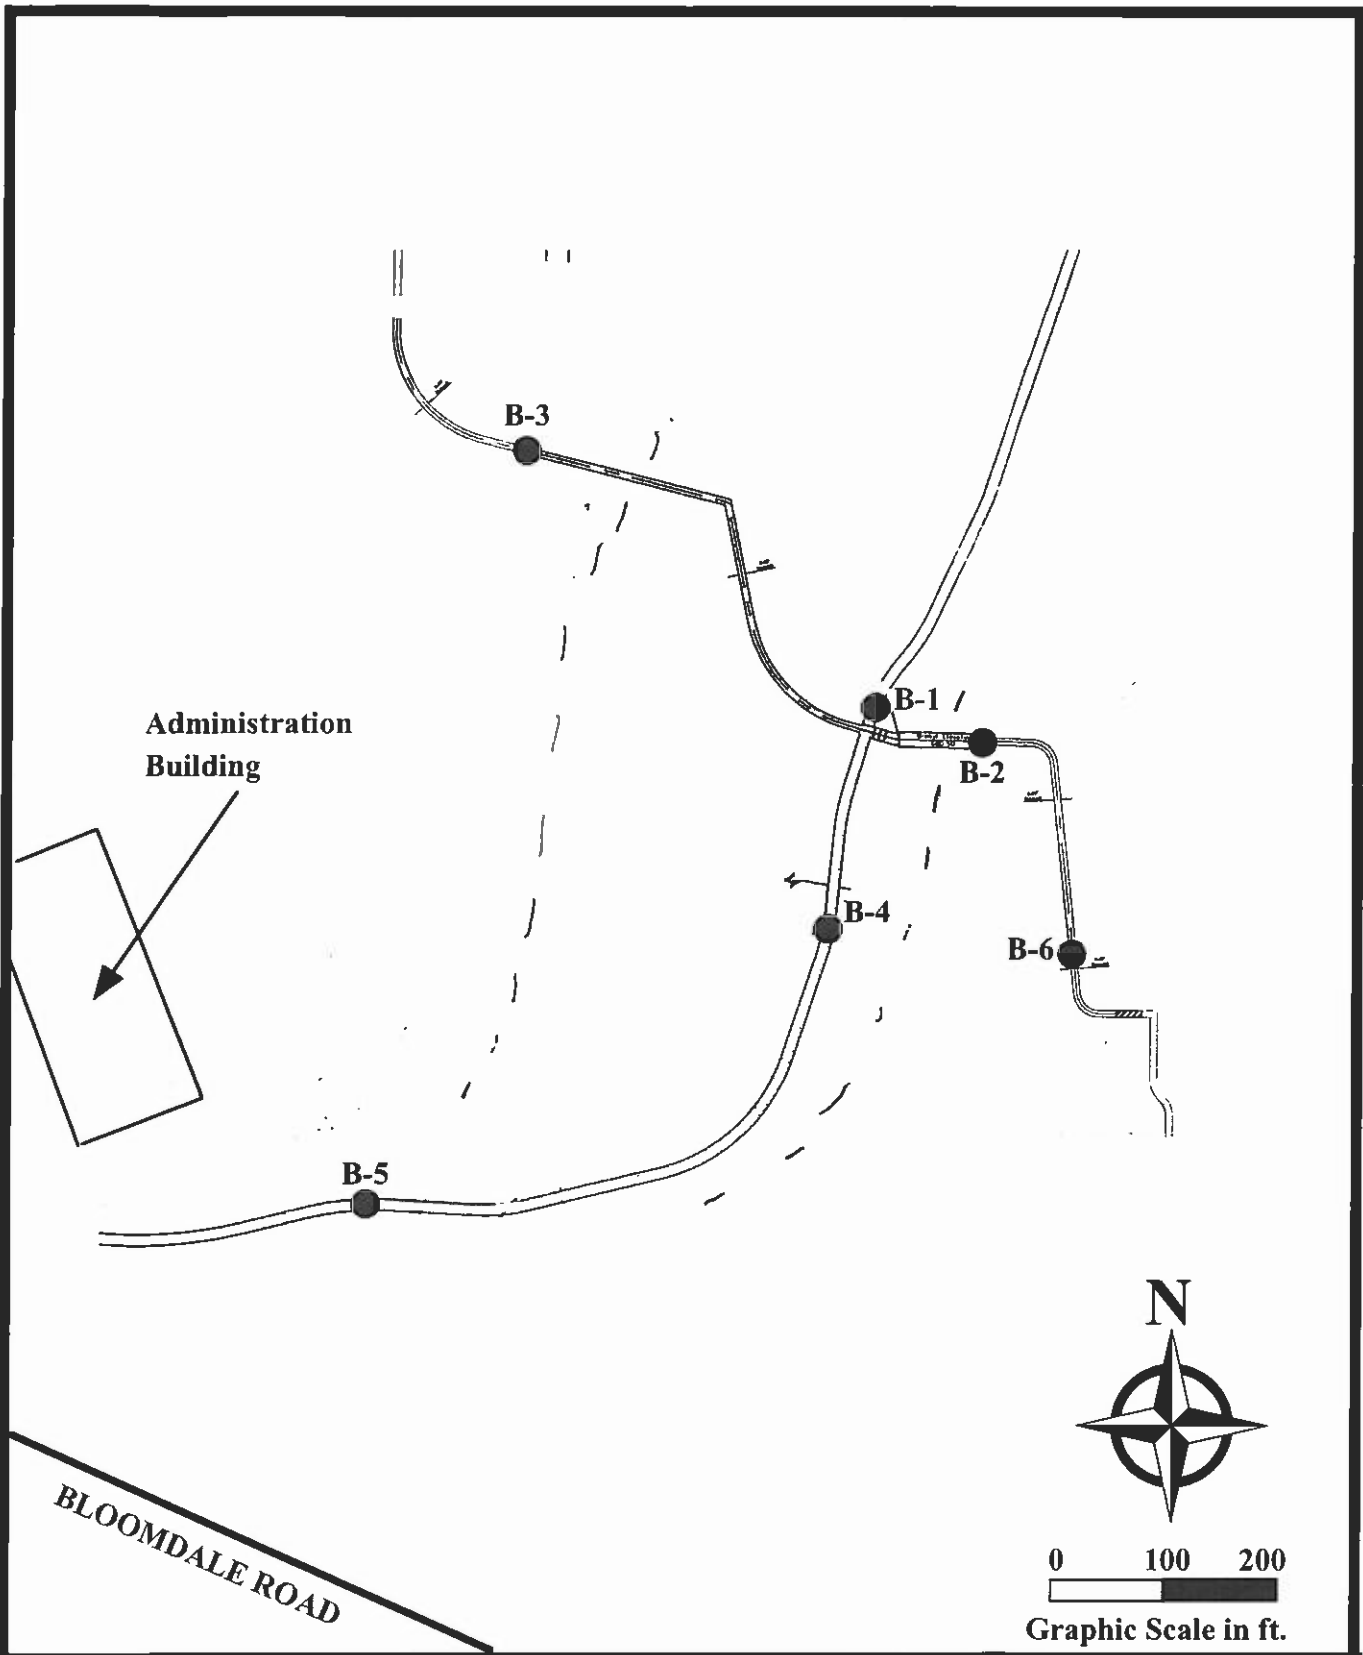 B-3
B-1
B-2
Administration
Building
B-4
B-6
B-5
N
BLOOMDALE ROAD
0 100 200
Graphic Scale in ft.